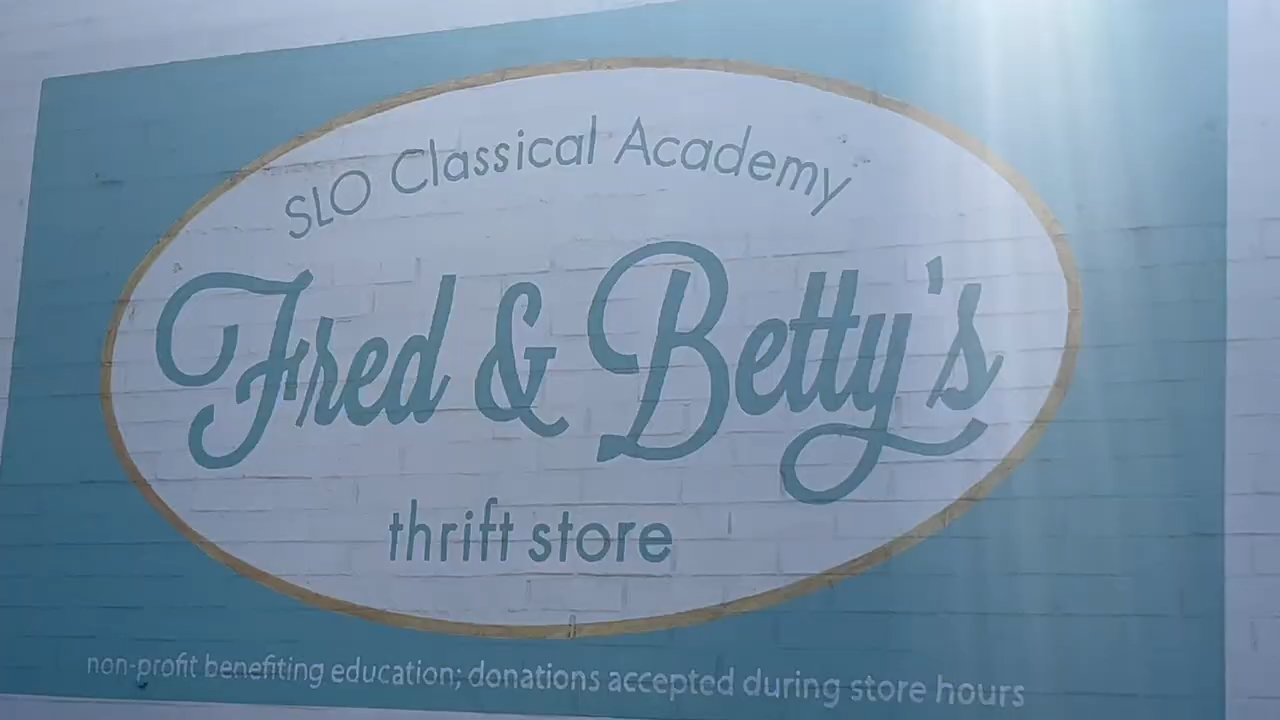 SLO Classical Academy
Fred & Betty's
thrift store
non-profit benefiting education; donations accepted during store hours